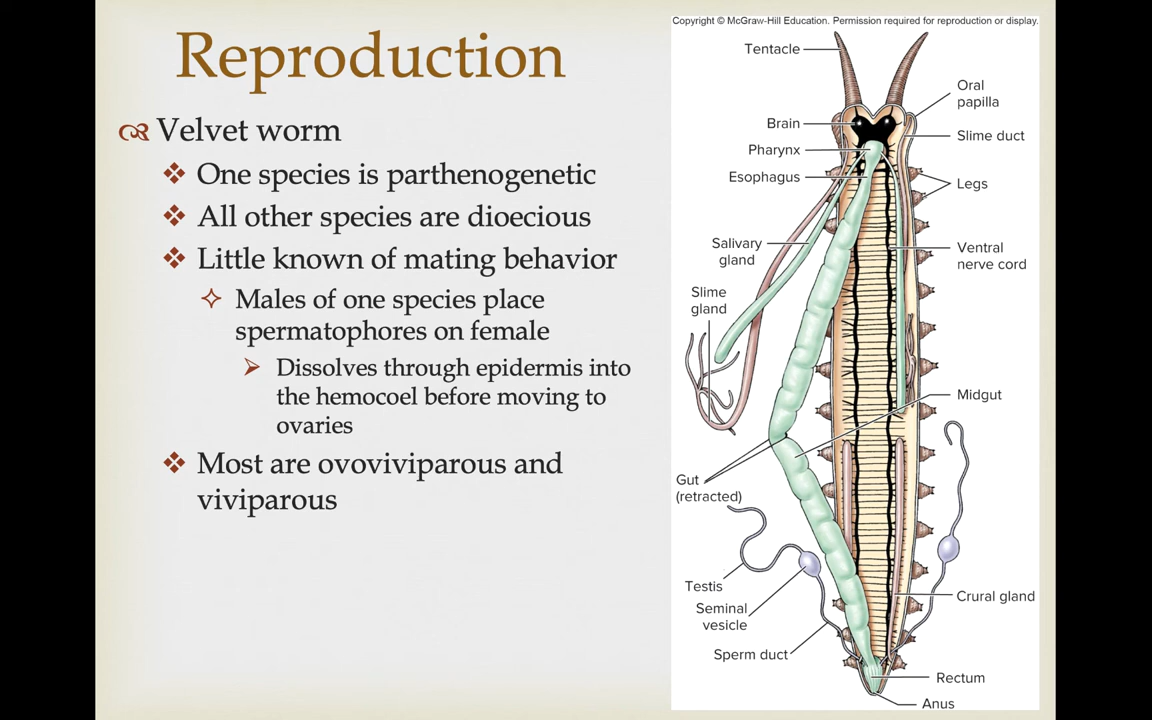 Reproduction
Velvet worm
One species is parthenogenetic
All other species are dioecious
Little known of mating behavior
Males of one species place
spermatophores on female
Dissolves through epidermis into
the hemocoel before moving to
ovaries
Most are ovoviviparous and
viviparous
Copyright © McGraw-Hill Education. Permission required for reproduction or display.
Tentacle
Oral
papilla
Brain
Slime duct
Pharynx
Esophagus
Legs
Salivary
gland
Ventral
nerve cord
Slime
gland
Midgut
Gut
(retracted)
Testis
Crural gland
Seminal
vesicle
Sperm duct
Rectum
Anus